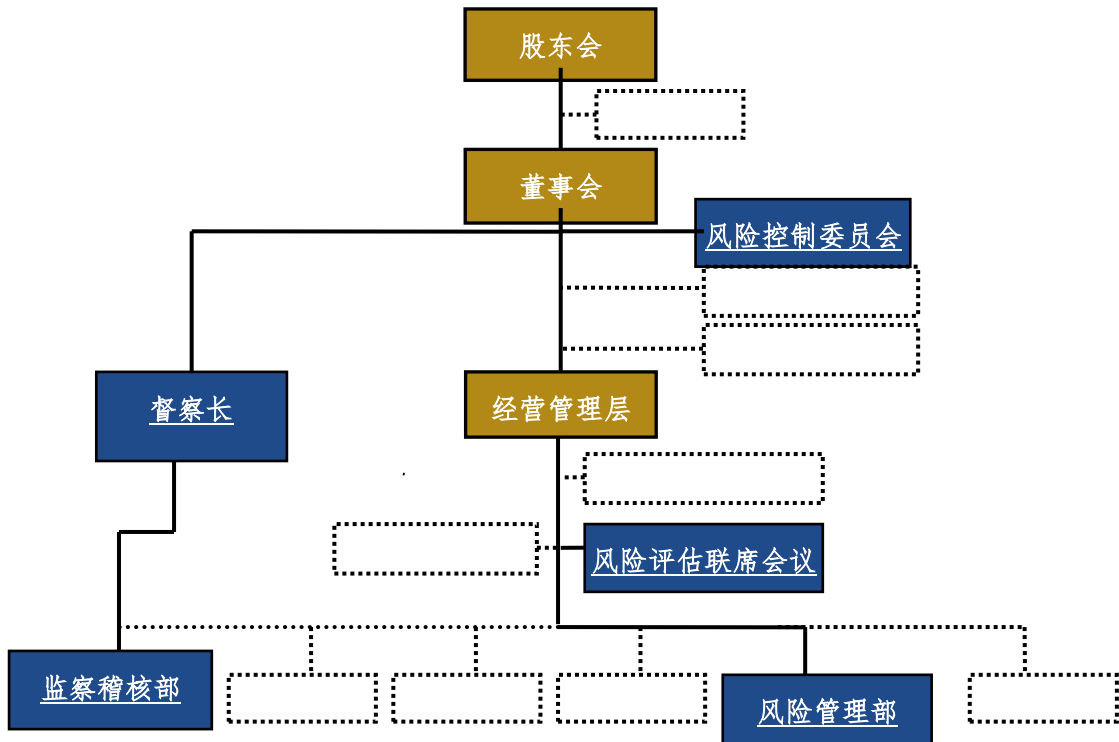 股东会
董事会
风险控制委员会
督察长
经营管理层
风险评估联席会议
监察稽核部
风险管理部